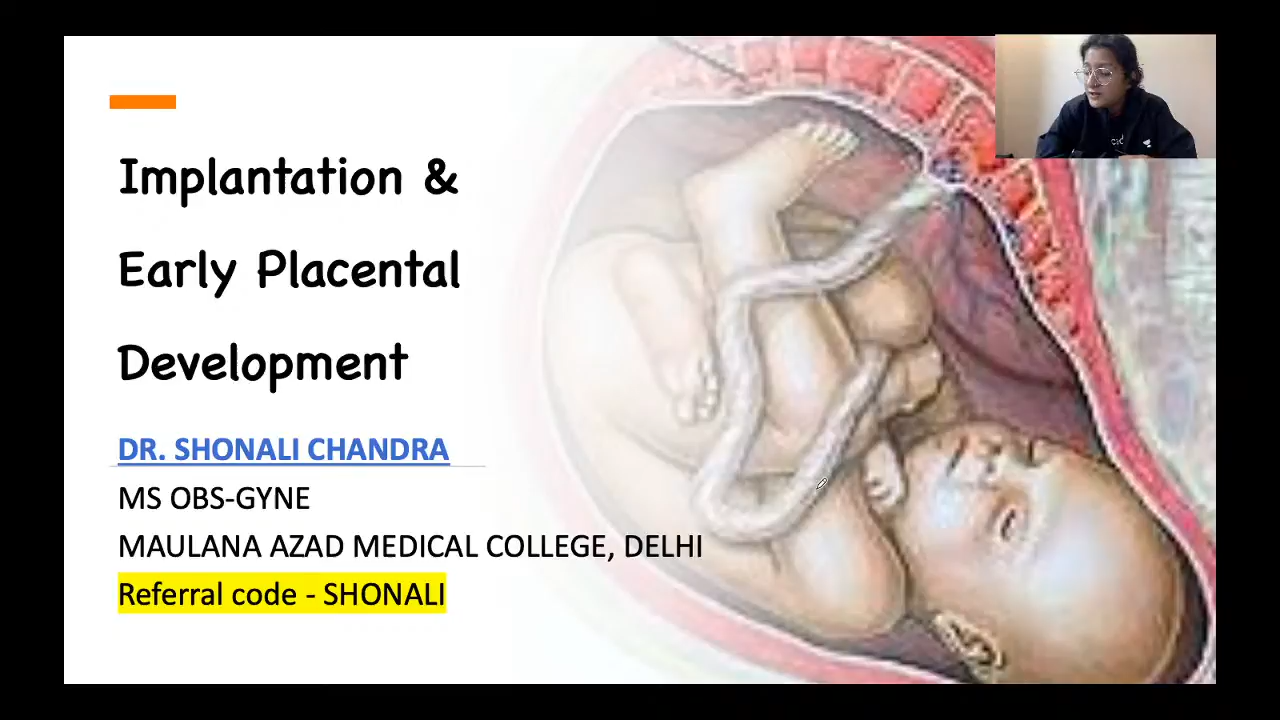 Implantation &
Early Placental
Development
DR. SHONALI CHANDRA
MS OBS-GYNE
MAULANA AZAD MEDICAL COLLEGE, DELHI
Referral code - SHONALI